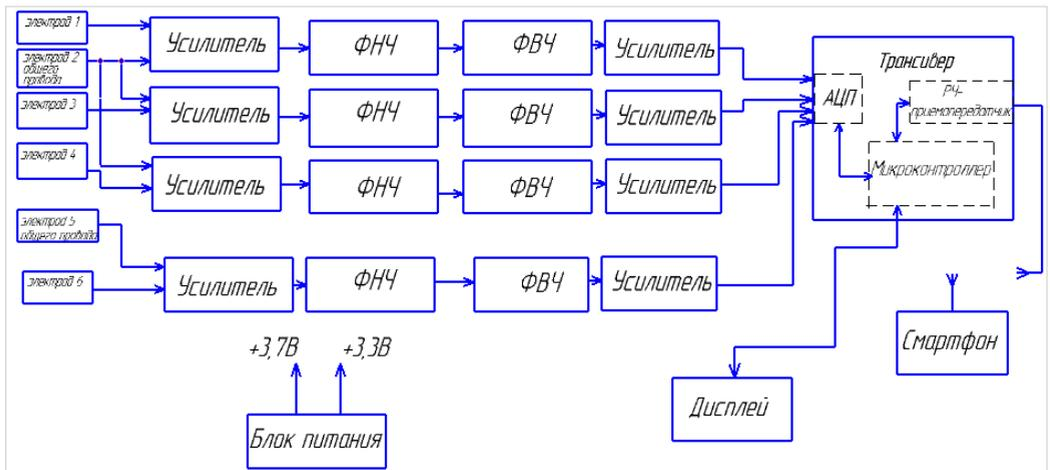 электрод 1
Усилитель
ФНЧ
ФВЧ
Усилитель
электрод 2
общего
провода
электрод 3
Усилитель
ФНЧ
ФВЧ
Усилитель
электрод 4
Усилитель
ФНЧ
ФВЧ
Усилитель
электрод 5
общего провода
электрод 6
Усилитель
ФНЧ
ФВЧ
Усилитель
Трансивер
АЦП
РЧ-
приемопередатчик
Микроконтроллер
+3,7В
+3,3В
Блок питания
Дисплей
Смартфон